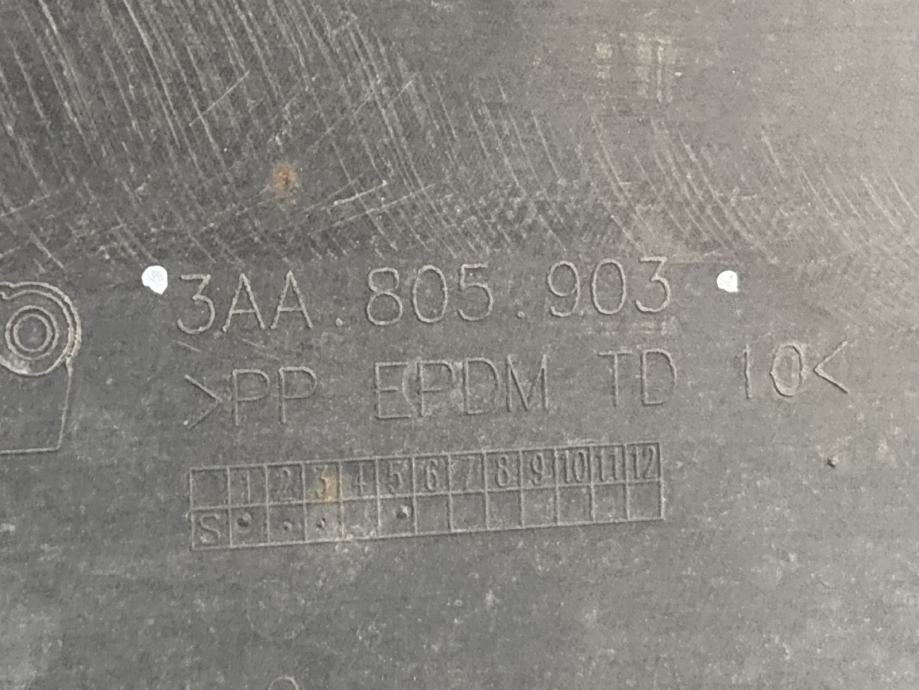 3AA.805.903
>PP EPDM TD 10<
1 2 3 4 5 6 7 8 9 10 11 12
S